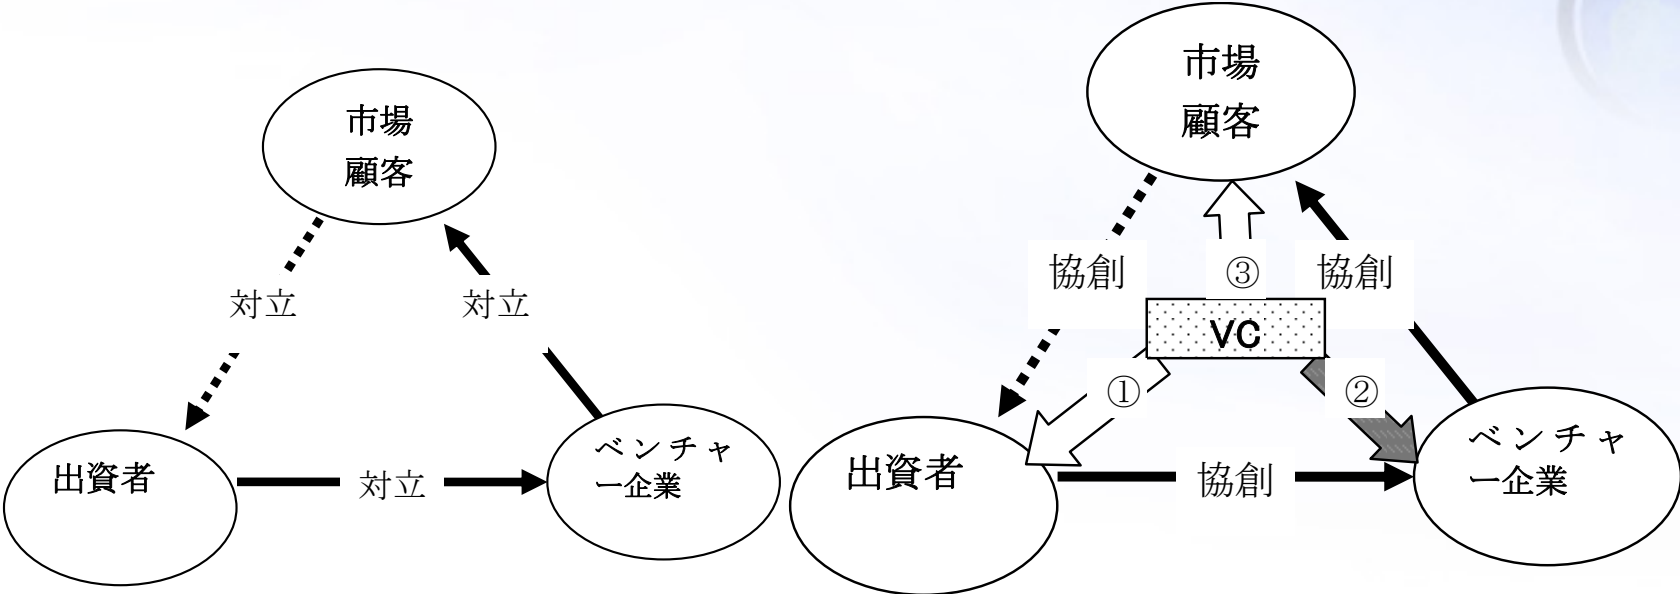 市場
顧客
対立
対立
出資者
対立
ベンチャ
ー企業
市場
顧客
協創
③
協創
VC
①
②
出資者
協創
ベンチャ
ー企業